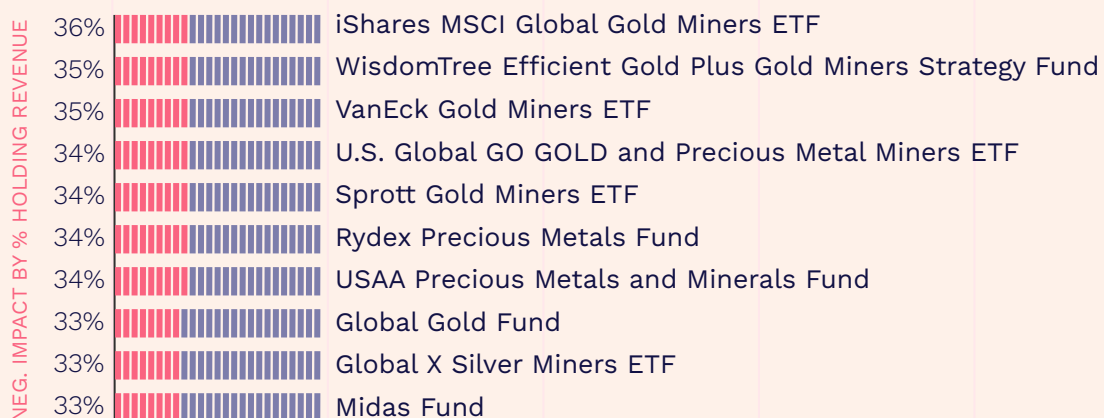 NEG. IMPACT BY % HOLDING REVENUE
36% iShares MSCI Global Gold Miners ETF
35% WisdomTree Efficient Gold Plus Gold Miners Strategy Fund
35% VanEck Gold Miners ETF
34% U.S. Global GO GOLD and Precious Metal Miners ETF
34% Sprott Gold Miners ETF
34% Rydex Precious Metals Fund
34% USAA Precious Metals and Minerals Fund
33% Global Gold Fund
33% Global X Silver Miners ETF
33% Midas Fund